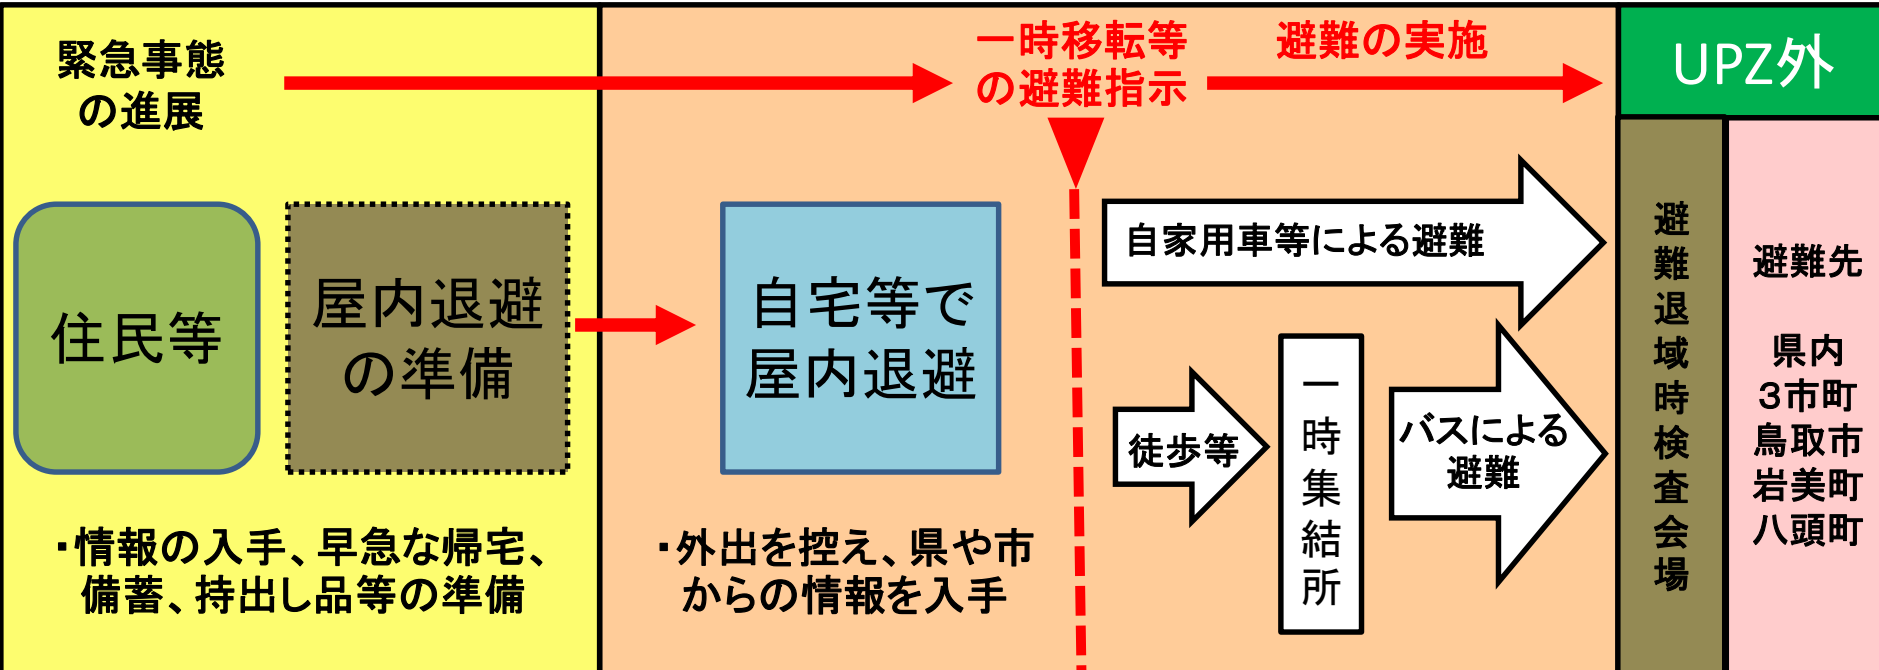 緊急事態
の進展
一時移転等
の避難指示
避難の実施
UPZ外
住民等
屋内退避
の準備
自宅等で
屋内退避
自家用車等による避難
徒歩等
一時集結所
バスによる
避難
避難退域時検査会場
避難先
県内
３市町
鳥取市
岩美町
八頭町
・情報の入手、早急な帰宅、
備蓄、持出し品等の準備
・外出を控え、県や市
からの情報を入手